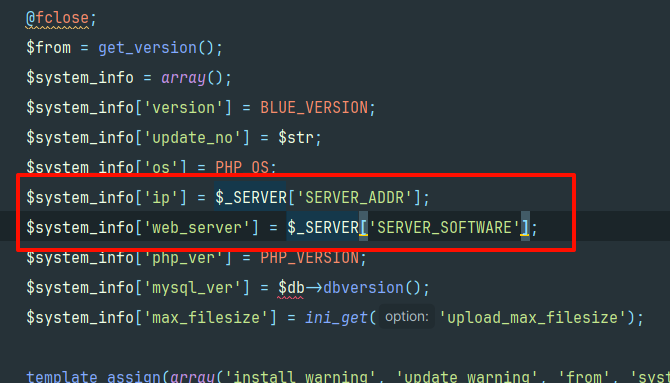 @fclose;
$from = get_version();
$system_info = array();
$system_info['version'] = BLUE_VERSION;
$system_info['update_no'] = $str;
$system_info['os'] = PHP_OS;
$system_info['ip'] = $_SERVER['SERVER_ADDR'];
$system_info['web_server'] = $_SERVER['SERVER_SOFTWARE'];
$system_info['php_ver'] = PHP_VERSION;
$system_info['mysql_ver'] = $db->dbversion();
$system_info['max_filesize'] = ini_get( option: 'upload_max_filesize');
template_assign(array('install_warning', 'update_warning', 'from', 'syst